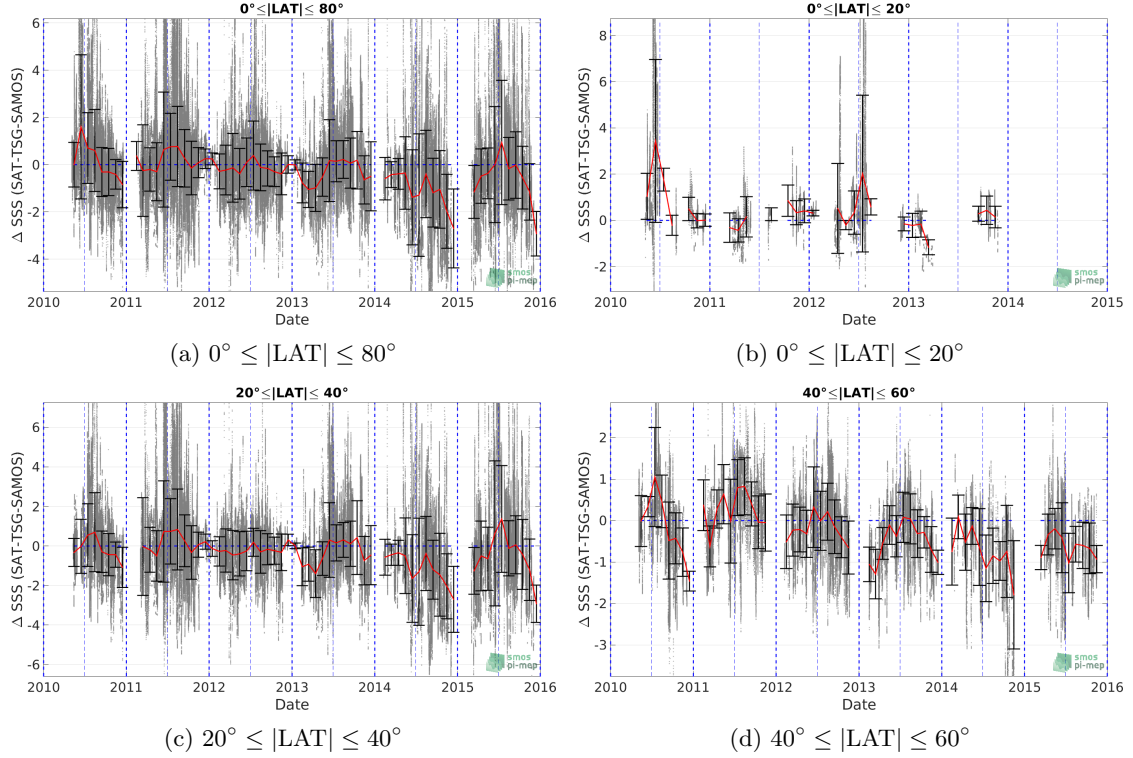 0°≤|LAT|≤ 80°
Δ SSS (SAT-TSG-SAMOS)
6
4
2
0
-2
-4
2010 2011 2012 2013 2014 2015 2016
Date
smos
pi-mep
(a) 0° ≤ |LAT| ≤ 80°
0°≤|LAT|≤ 20°
Δ SSS (SAT-TSG-SAMOS)
8
6
4
2
0
-2
2010 2011 2012 2013 2014 2015
Date
smos
pi-mep
(b) 0° ≤ |LAT| ≤ 20°
20°≤|LAT|≤ 40°
Δ SSS (SAT-TSG-SAMOS)
6
4
2
0
-2
-4
-6
2010 2011 2012 2013 2014 2015 2016
Date
smos
pi-mep
(c) 20° ≤ |LAT| ≤ 40°
40°≤|LAT|≤ 60°
Δ SSS (SAT-TSG-SAMOS)
2
1
0
-1
-2
-3
2010 2011 2012 2013 2014 2015 2016
Date
smos
pi-mep
(d) 40° ≤ |LAT| ≤ 60°